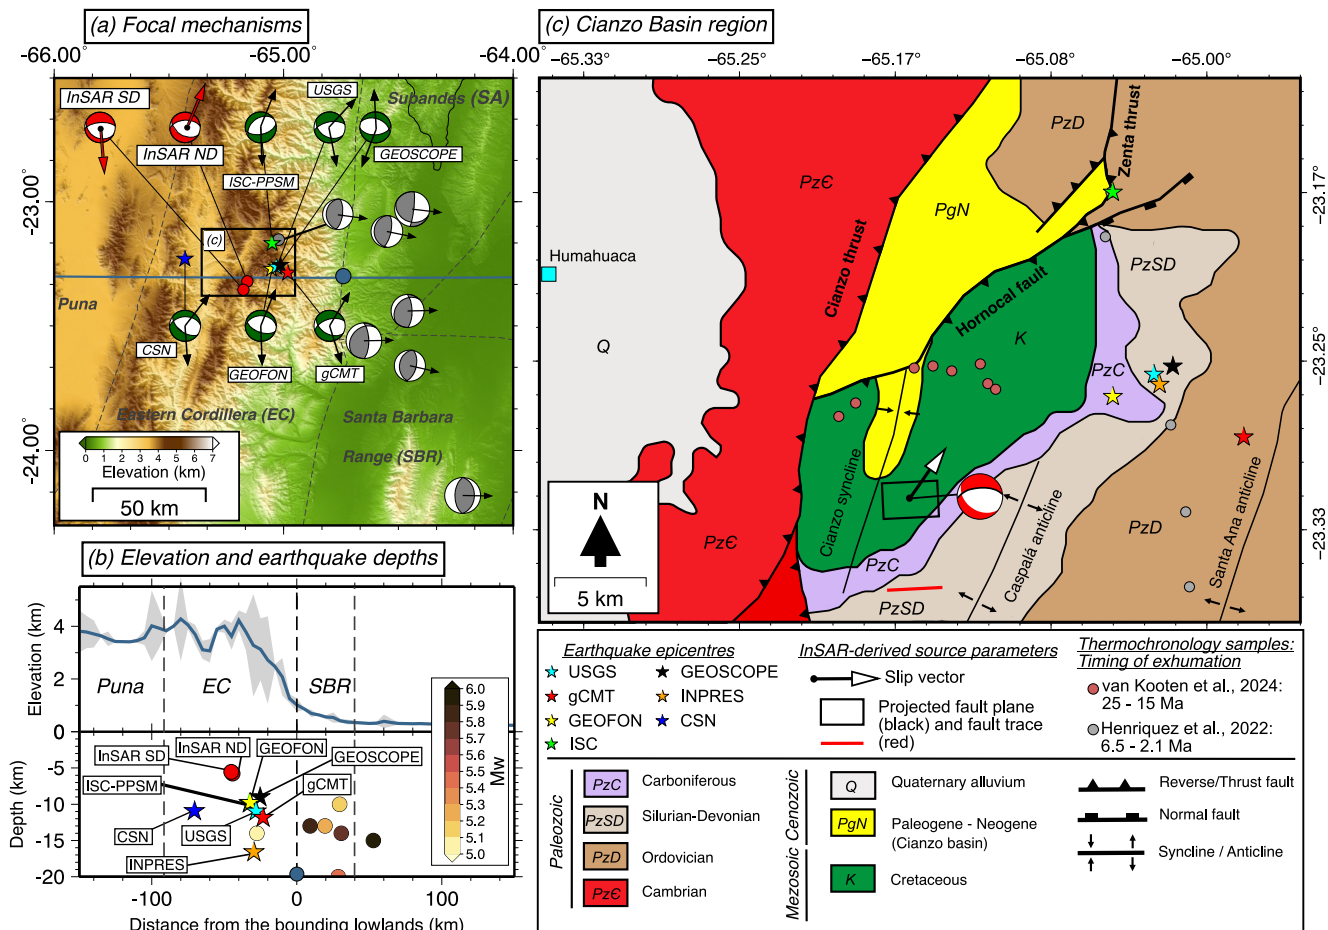 (a) Focal mechanisms
-66.00°
-65.00°
-64.00°
-23.00°
-24.00°
InSAR SD
InSAR ND
ISC-PPSM
USGS
GEOSCOPE
Subandes (SA)
(c)
Puna
CSN
GEOFON
gCMT
Eastern Cordillera (EC)
Santa Barbara
Range (SBR)
0 1 2 3 4 5 6 7
Elevation (km)
50 km
(b) Elevation and earthquake depths
Elevation (km)
4
2
0
Puna
EC
SBR
Depth (km)
-5
-10
-15
-20
InSAR SD
InSAR ND
GEOFON
GEOSCOPE
ISC-PPSM
gCMT
CSN
USGS
INPRES
6.0
5.9
5.8
5.7
5.6
5.5
5.4
5.3
5.2
5.1
5.0
Mw
-100
0
100
Distance from the bounding lowlands (km)
(c) Cianzo Basin region
-65.33
-65.25
-65.17
-65.08
-65.00
-23.17
-23.25
-23.33
Humahuaca
Q
PzЄ
PzЄ
PgN
PzD
Zenta thrust
Cianzo thrust
Hornocal fault
K
PzSD
PzC
PzC
PzSD
PzD
Cianzo syncline
Caspalá anticline
Santa Ana anticline
N
5 km
Earthquake epicentres
USGS
gCMT
GEOFON
ISC
GEOSCOPE
INPRES
CSN
InSAR-derived source parameters
Slip vector
Projected fault plane
(black) and fault trace
(red)
Thermochronology samples:
Timing of exhumation
van Kooten et al., 2024:
25 - 15 Ma
Henriquez et al., 2022:
6.5 - 2.1 Ma
Paleozoic
PzC Carboniferous
PzSD Silurian-Devonian
PzD Ordovician
PzЄ Cambrian
Mezosoic Cenozoic
Q Quaternary alluvium
PgN Paleogene - Neogene
(Cianzo basin)
K Cretaceous
Reverse/Thrust fault
Normal fault
Syncline / Anticline